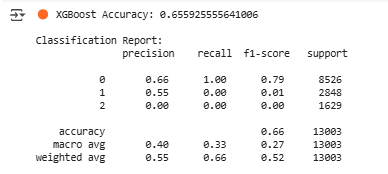 XGBoost Accuracy: 0.655925555641006
Classification Report:
precision recall f1-score support
0 0.66 1.00 0.79 8526
1 0.55 0.00 0.01 2848
2 0.00 0.00 0.00 1629
accuracy 0.66 13003
macro avg 0.40 0.33 0.27 13003
weighted avg 0.55 0.66 0.52 13003